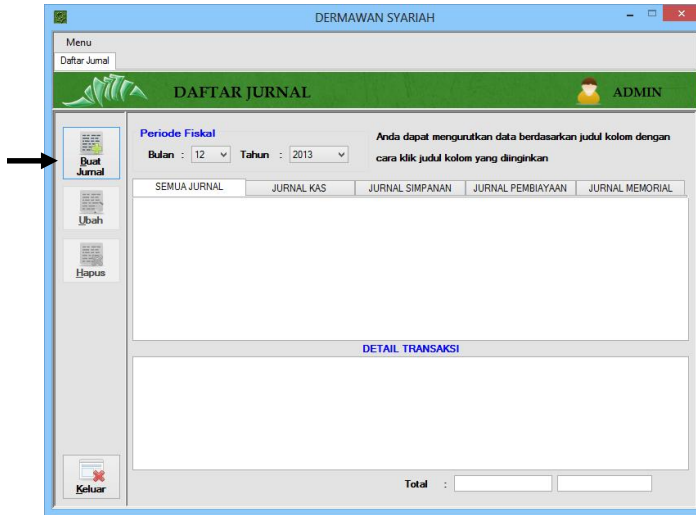 DERMAWAN SYARIAH
Menu
Daftar Jurnal
DAFTAR JURNAL
ADMIN
Buat Jurnal
Ubah
Hapus
Keluar
Periode Fiskal
Bulan : 12 Tahun : 2013
Anda dapat mengurutkan data berdasarkan judul kolom dengan
cara klik judul kolom yang diinginkan
SEMUA JURNAL JURNAL KAS JURNAL SIMPANAN JURNAL PEMBIAYAAN JURNAL MEMORIAL
DETAIL TRANSAKSI
Total :